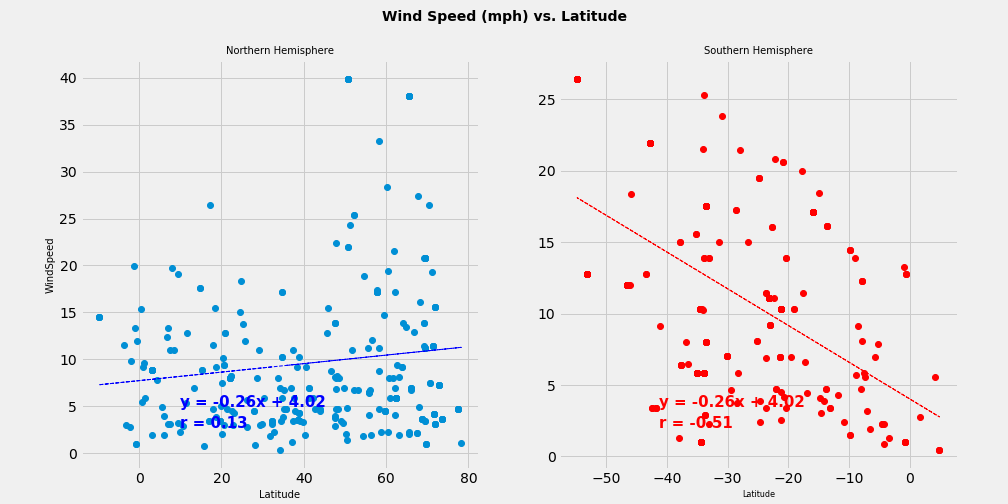 Wind Speed (mph) vs. Latitude
Northern Hemisphere
WindSpeed
40
35
30
25
20
15
10
5
0
y = -0.26x + 4.02
r = 0.13
0 20 40 60 80
Latitude
Southern Hemisphere
25
20
15
10
5
0
y = -0.26x + 4.02
r = -0.51
−50 −40 −30 −20 −10 0
Latitude